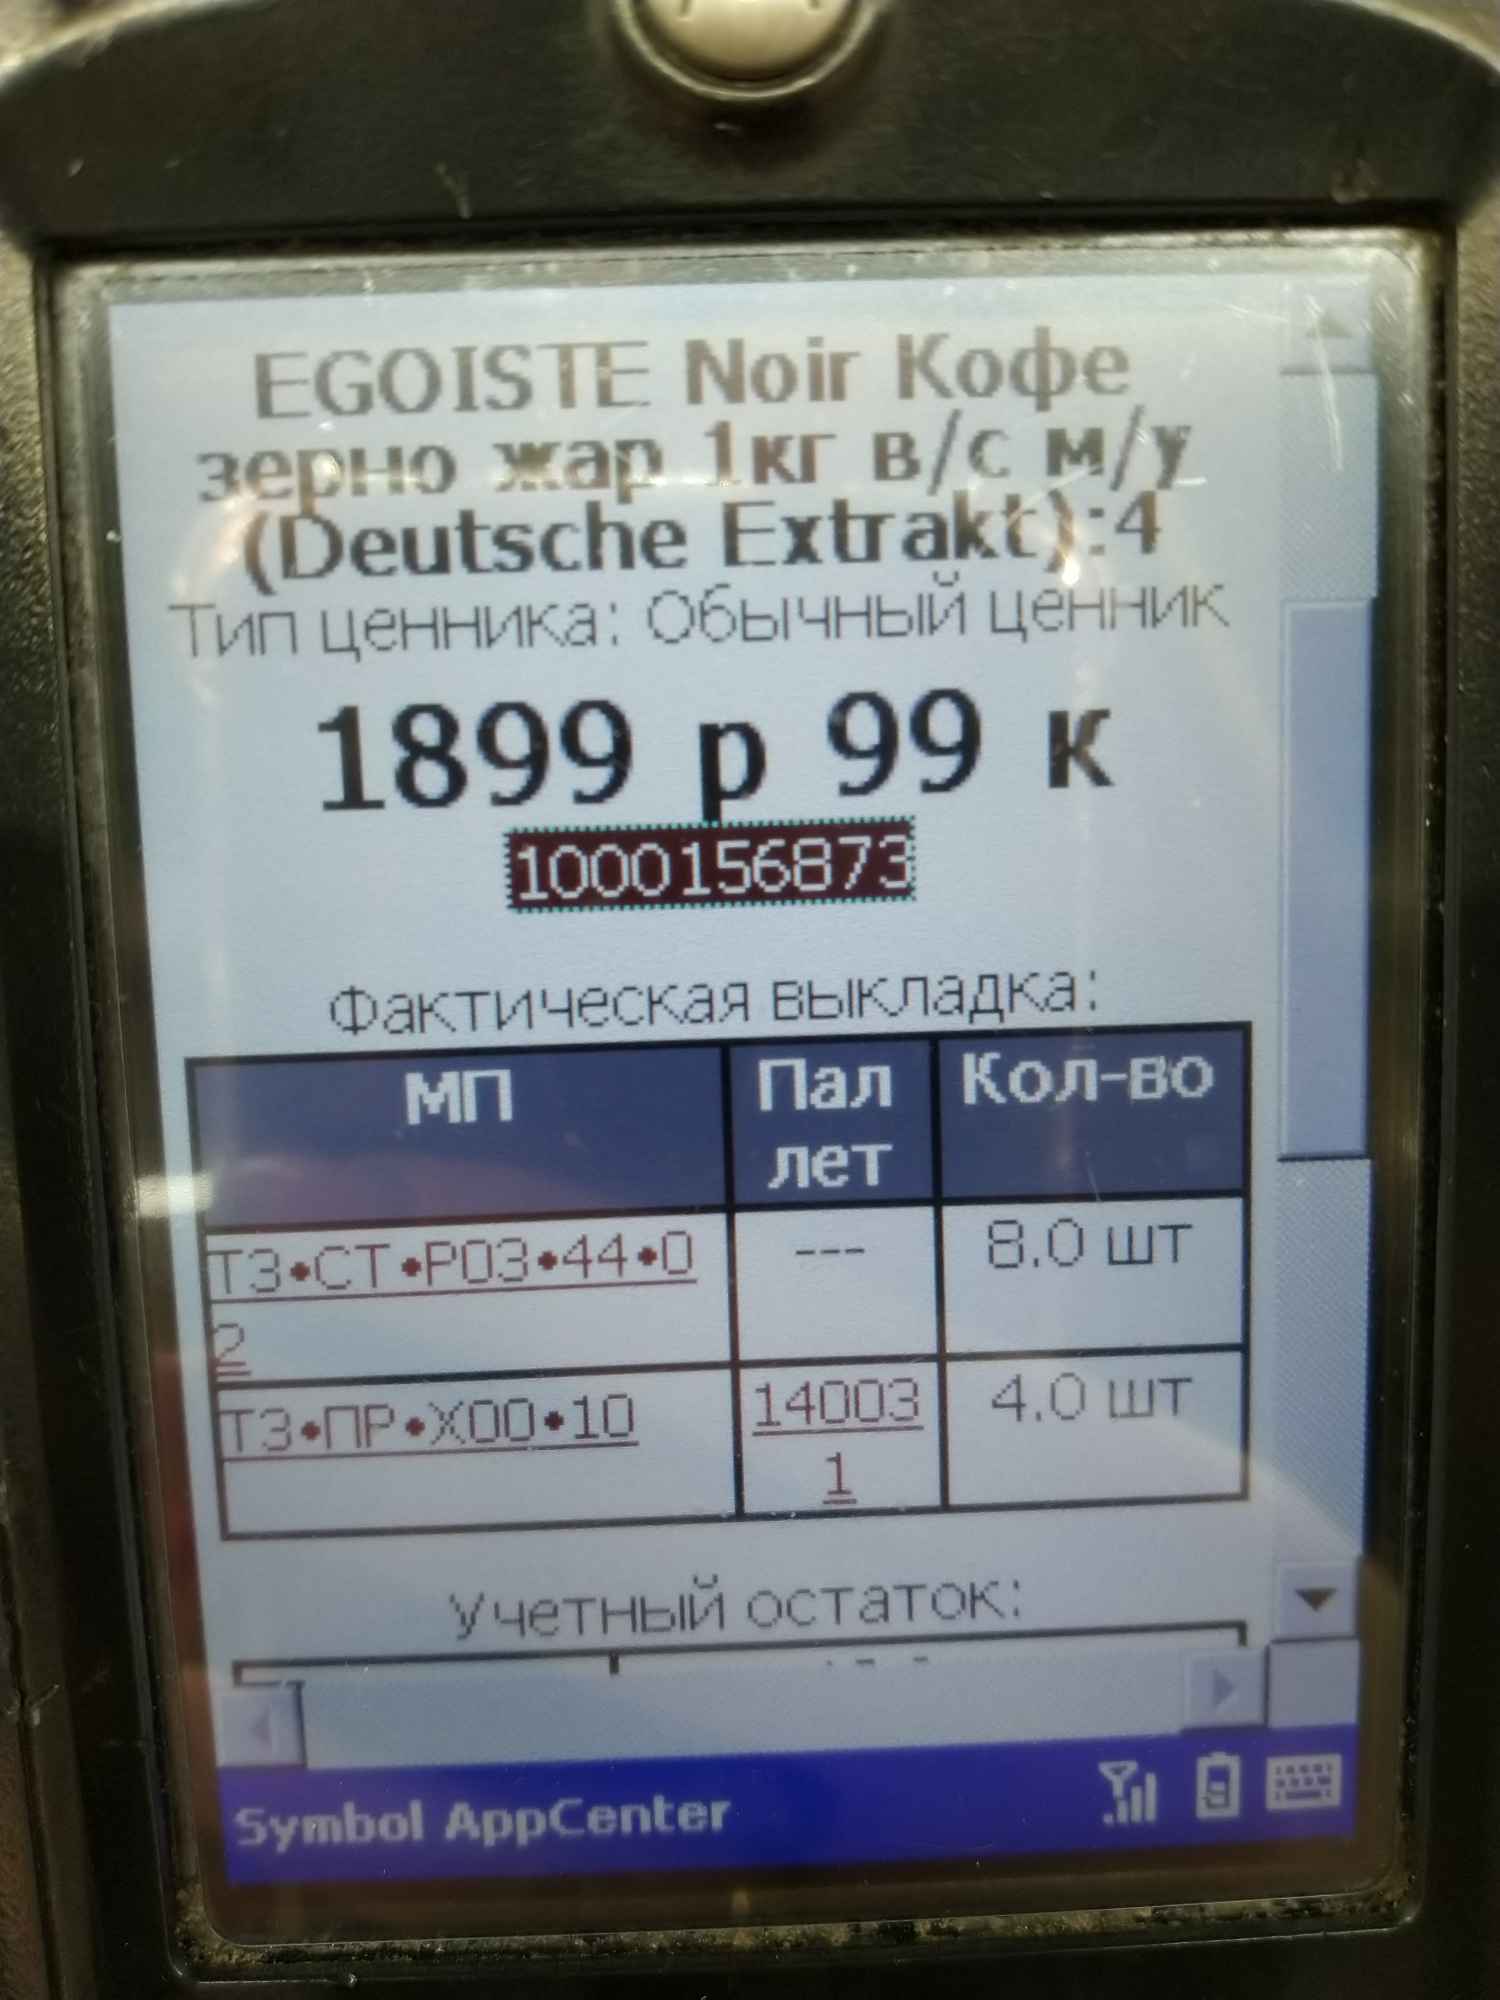 EGOISTE Noir Кофе
зерно жар 1кг в/с м/у
(Deutsche Extrakt):4
Тип ценника: Обычный ценник
1899 р 99 к
1000156873
Фактическая выкладка:
МП
Пал
лет
Кол-во
ТЗ•СТ•Р03•44•0
2
---
8.0 шт
ТЗ•ПР•Х00•10
14003
1
4.0 шт
Учетный остаток:
Symbol AppCenter